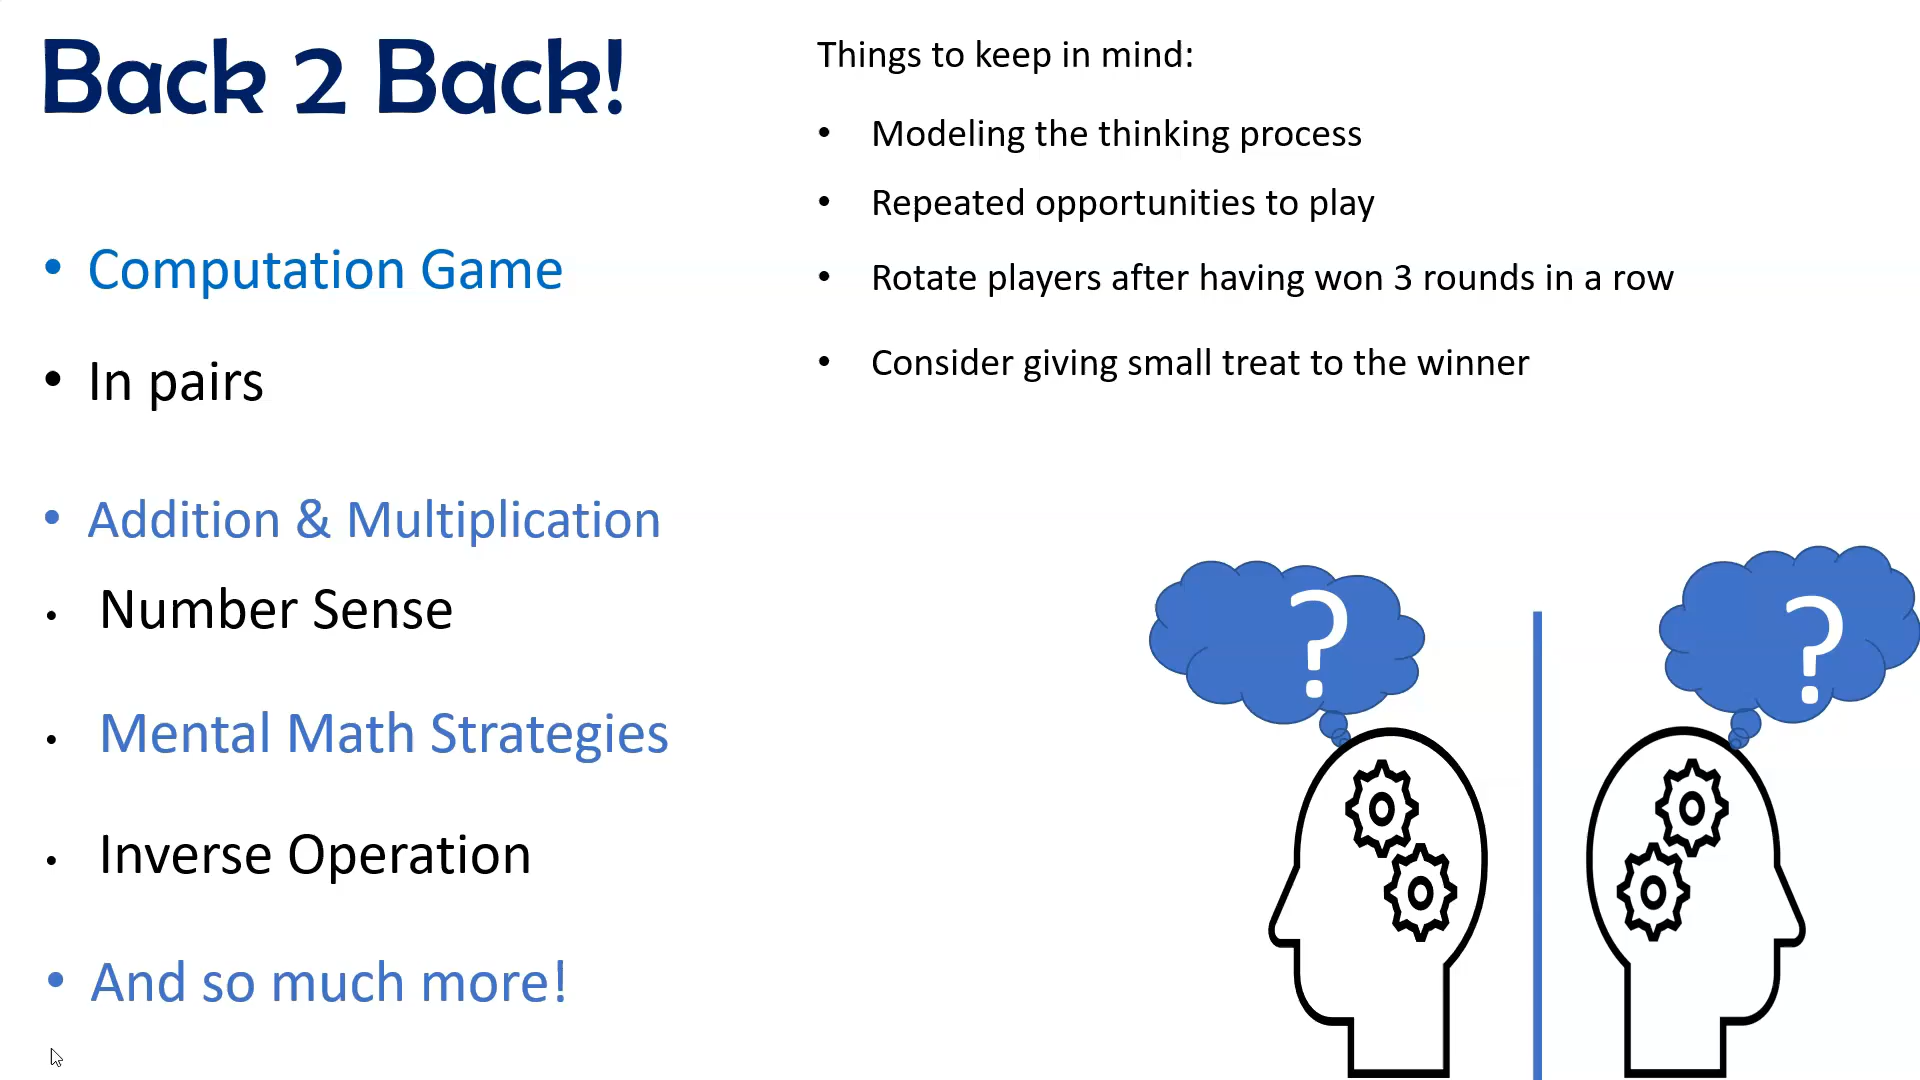 Back 2 Back!
• Computation Game
• In pairs
• Addition & Multiplication
• Number Sense
• Mental Math Strategies
• Inverse Operation
• And so much more!
Things to keep in mind:
• Modeling the thinking process
• Repeated opportunities to play
• Rotate players after having won 3 rounds in a row
• Consider giving small treat to the winner
?
?